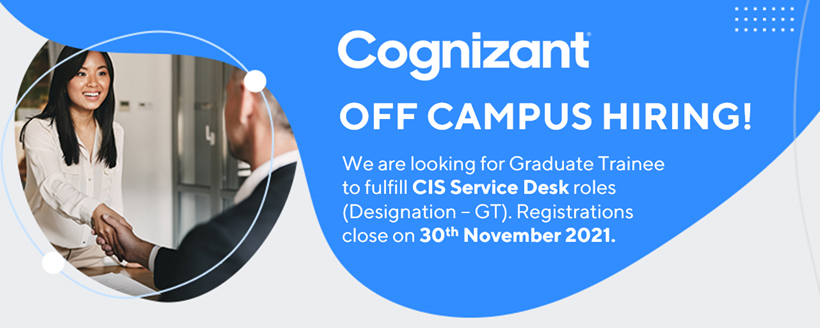 Cognizant
OFF CAMPUS HIRING!
We are looking for Graduate Trainee
to fulfill CIS Service Desk roles
(Designation – GT). Registrations
close on 30th November 2021.